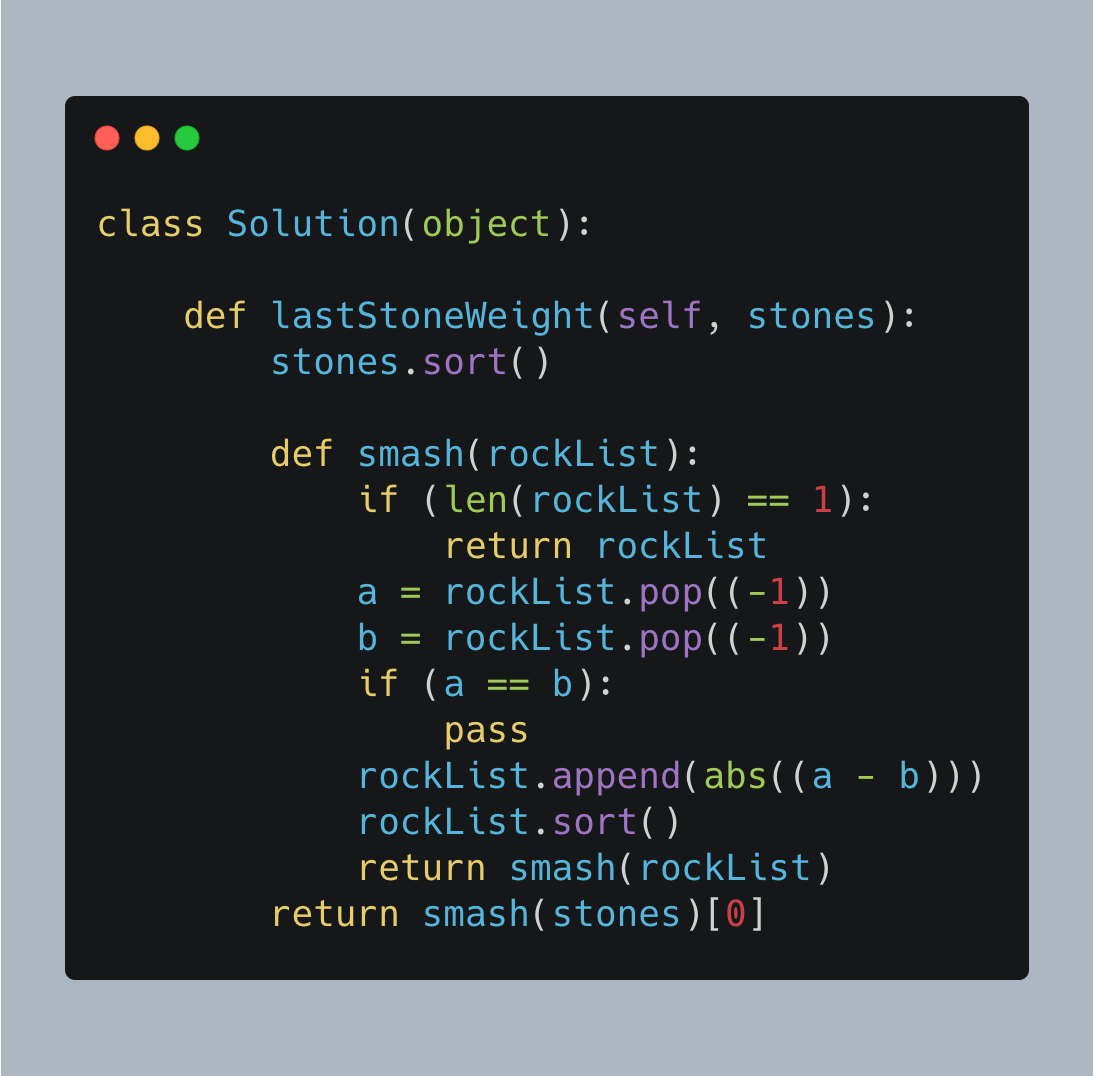 class Solution(object):

    def lastStoneWeight(self, stones):
        stones.sort()

        def smash(rockList):
            if (len(rockList) == 1):
                return rockList
            a = rockList.pop((-1))
            b = rockList.pop((-1))
            if (a == b):
                pass
            rockList.append(abs((a - b)))
            rockList.sort()
            return smash(rockList)
        return smash(stones)[0]